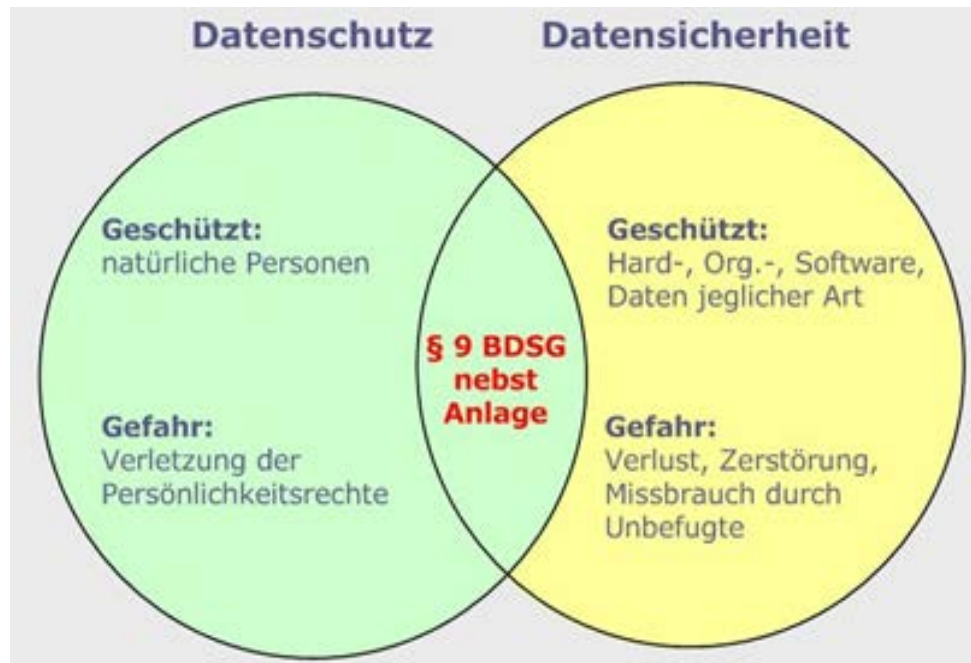 Datenschutz
Datensicherheit
Geschützt:
natürliche Personen
Gefahr:
Verletzung der
Persönlichkeitsrechte
§ 9 BDSG
nebst
Anlage
Geschützt:
Hard-, Org.-, Software,
Daten jeglicher Art
Gefahr:
Verlust, Zerstörung,
Missbrauch durch
Unbefugte